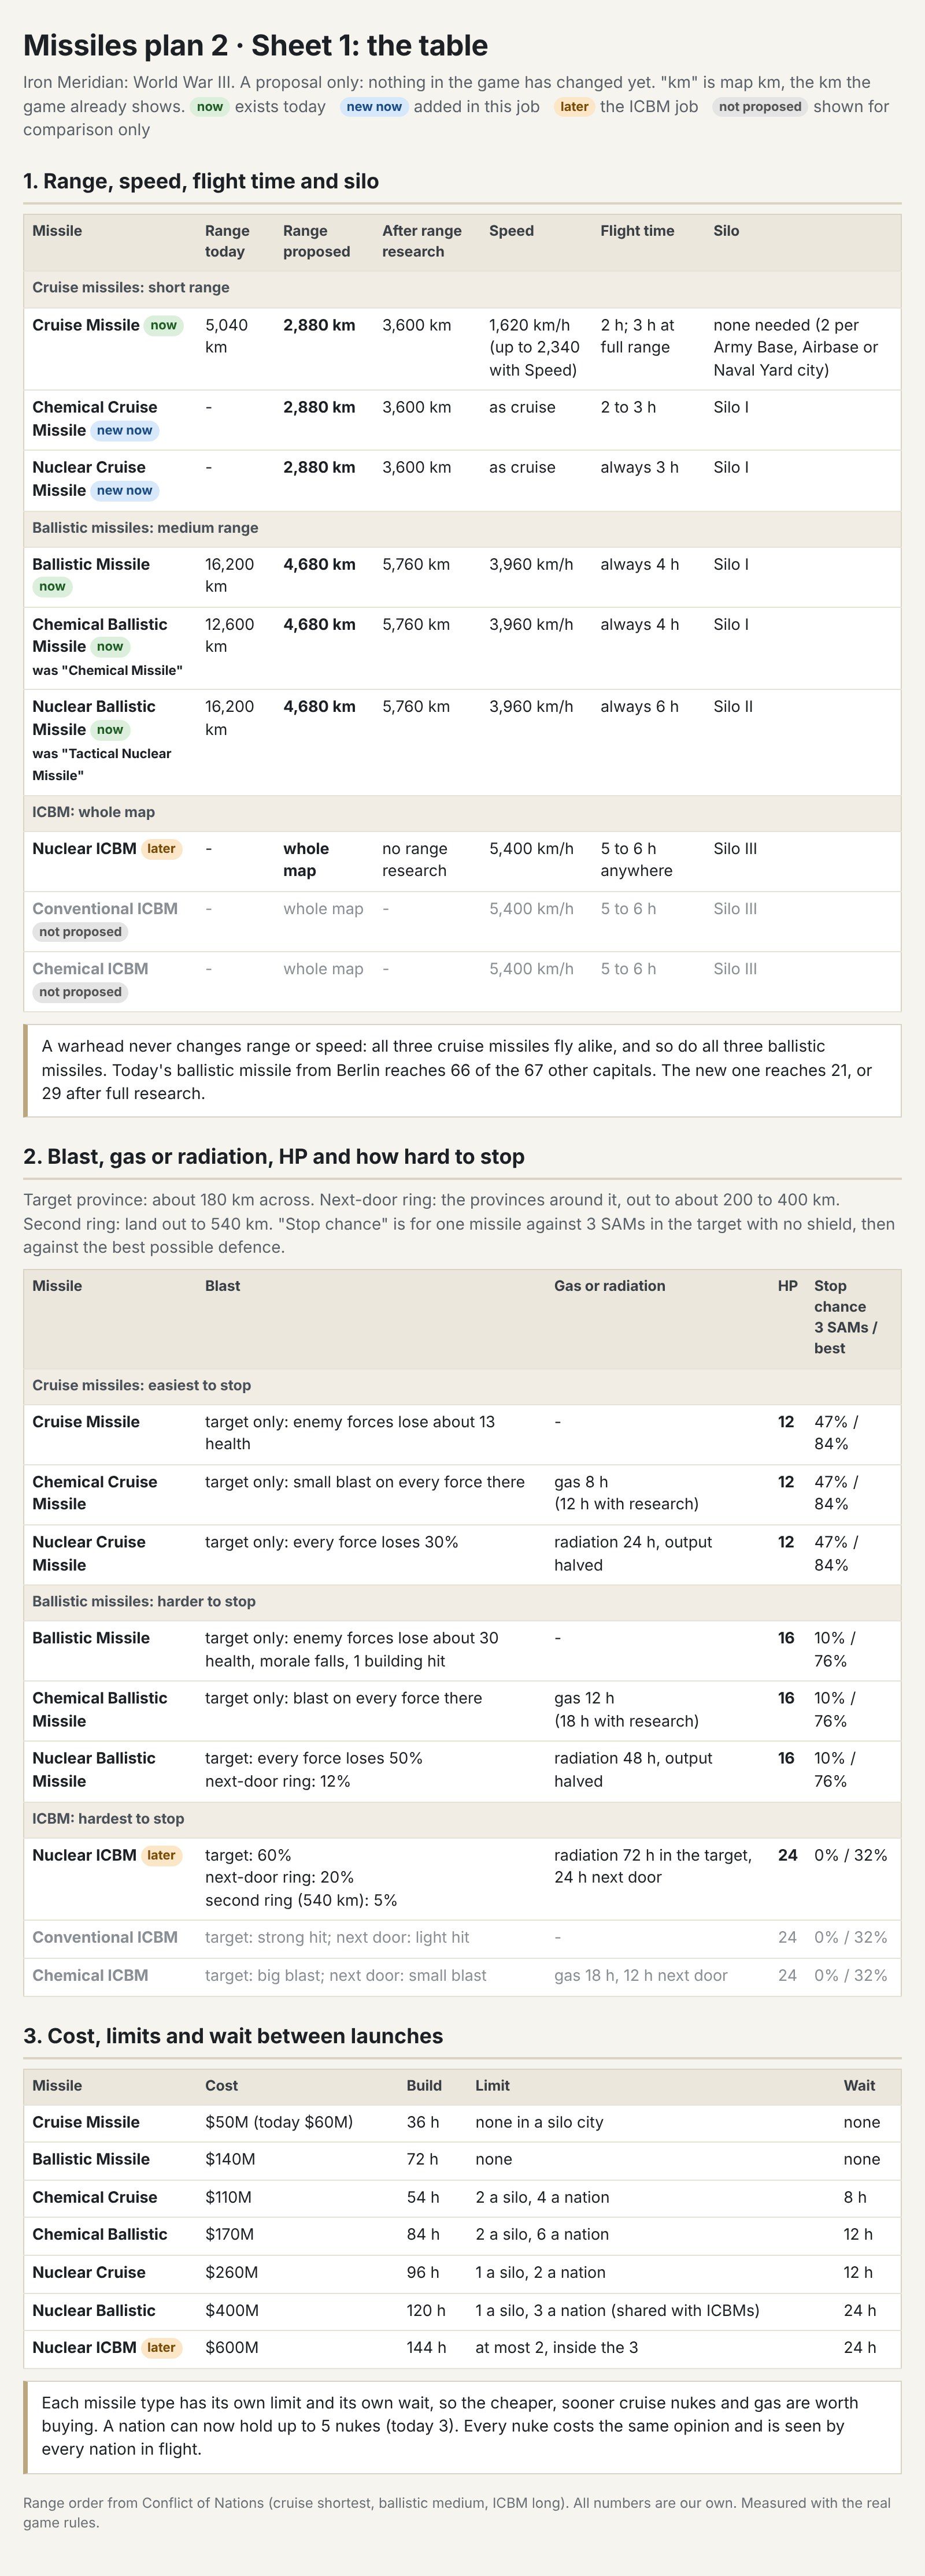 Missiles plan 2 · Sheet 1: the table
Iron Meridian: World War III. A proposal only: nothing in the game has changed yet. "km" is map km, the km the
game already shows. now exists today new now added in this job later the ICBM job not proposed shown for
comparison only
1. Range, speed, flight time and silo
Missile Range today Range proposed After range research Speed Flight time Silo
Cruise missiles: short range
Cruise Missile now 5,040 km 2,880 km 3,600 km 1,620 km/h (up to 2,340 with Speed) 2 h; 3 h at full range none needed (2 per Army Base, Airbase or Naval Yard city)
Chemical Cruise Missile new now - 2,880 km 3,600 km as cruise 2 to 3 h Silo I
Nuclear Cruise Missile new now - 2,880 km 3,600 km as cruise always 3 h Silo I
Ballistic missiles: medium range
Ballistic Missile now 16,200 km 4,680 km 5,760 km 3,960 km/h always 4 h Silo I
Chemical Ballistic Missile now was "Chemical Missile" 12,600 km 4,680 km 5,760 km 3,960 km/h always 4 h Silo I
Nuclear Ballistic Missile now was "Tactical Nuclear Missile" 16,200 km 4,680 km 5,760 km 3,960 km/h always 6 h Silo II
ICBM: whole map
Nuclear ICBM later - whole map no range research 5,400 km/h 5 to 6 h anywhere Silo III
Conventional ICBM not proposed - whole map - 5,400 km/h 5 to 6 h Silo III
Chemical ICBM not proposed - whole map - 5,400 km/h 5 to 6 h Silo III
A warhead never changes range or speed: all three cruise missiles fly alike, and so do all three ballistic
missiles. Today's ballistic missile from Berlin reaches 66 of the 67 other capitals. The new one reaches 21, or
29 after full research.
2. Blast, gas or radiation, HP and how hard to stop
Target province: about 180 km across. Next-door ring: the provinces around it, out to about 200 to 400 km.
Second ring: land out to 540 km. "Stop chance" is for one missile against 3 SAMs in the target with no shield, then
against the best possible defence.
Missile Blast Gas or radiation HP Stop chance 3 SAMs / best
Cruise missiles: easiest to stop
Cruise Missile target only: enemy forces lose about 13 health - 12 47% / 84%
Chemical Cruise Missile target only: small blast on every force there gas 8 h (12 h with research) 12 47% / 84%
Nuclear Cruise Missile target only: every force loses 30% radiation 24 h, output halved 12 47% / 84%
Ballistic missiles: harder to stop
Ballistic Missile target only: enemy forces lose about 30 health, morale falls, 1 building hit - 16 10% / 76%
Chemical Ballistic Missile target only: blast on every force there gas 12 h (18 h with research) 16 10% / 76%
Nuclear Ballistic Missile target: every force loses 50% next-door ring: 12% radiation 48 h, output halved 16 10% / 76%
ICBM: hardest to stop
Nuclear ICBM later target: 60% next-door ring: 20% second ring (540 km): 5% radiation 72 h in the target, 24 h next door 24 0% / 32%
Conventional ICBM target: strong hit; next door: light hit - 24 0% / 32%
Chemical ICBM target: big blast; next door: small blast gas 18 h, 12 h next door 24 0% / 32%
3. Cost, limits and wait between launches
Missile Cost Build Limit Wait
Cruise Missile $50M (today $60M) 36 h none in a silo city none
Ballistic Missile $140M 72 h none none
Chemical Cruise $110M 54 h 2 a silo, 4 a nation 8 h
Chemical Ballistic $170M 84 h 2 a silo, 6 a nation 12 h
Nuclear Cruise $260M 96 h 1 a silo, 2 a nation 12 h
Nuclear Ballistic $400M 120 h 1 a silo, 3 a nation (shared with ICBMs) 24 h
Nuclear ICBM later $600M 144 h at most 2, inside the 3 24 h
Each missile type has its own limit and its own wait, so the cheaper, sooner cruise nukes and gas are worth
buying. A nation can now hold up to 5 nukes (today 3). Every nuke costs the same opinion and is seen by
every nation in flight.
Range order from Conflict of Nations (cruise shortest, ballistic medium, ICBM long). All numbers are our own. Measured with the real
game rules.